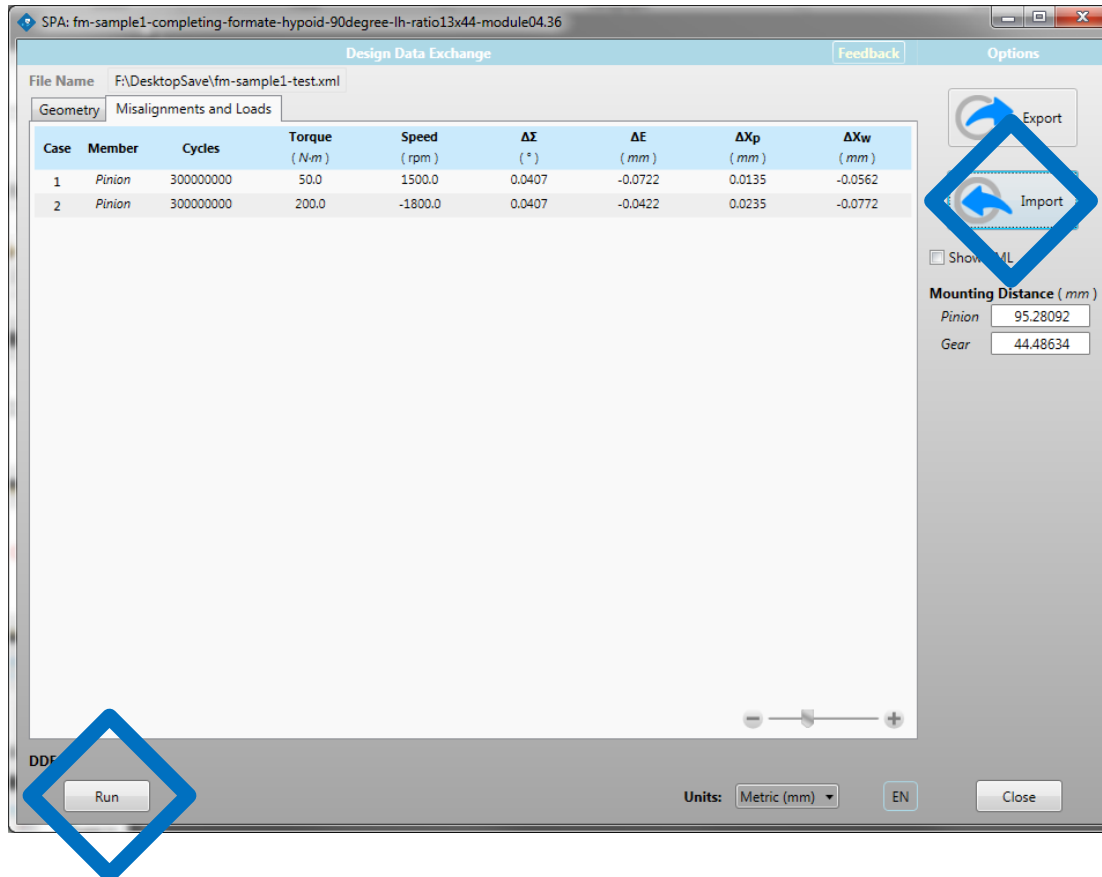 SPA: fm-sample1-completing-formate-hypoid-90degree-lh-ratio13x44-module04.36
Design Data Exchange Feedback Options
File Name F:\DesktopSave\fm-sample1-test.xml
Geometry Misalignments and Loads
Export
Case Member Cycles Torque Speed ΔΣ ΔE ΔXp ΔXw
( N·m ) ( rpm ) ( ° ) ( mm ) ( mm ) ( mm )
1 Pinion 300000000 50.0 1500.0 0.0407 -0.0722 0.0135 -0.0562
2 Pinion 300000000 200.0 -1800.0 0.0407 -0.0422 0.0235 -0.0772
Import
Show
Mounting Distance ( mm )
Pinion 95.28092
Gear 44.48634
Run
Units: Metric (mm) EN Close